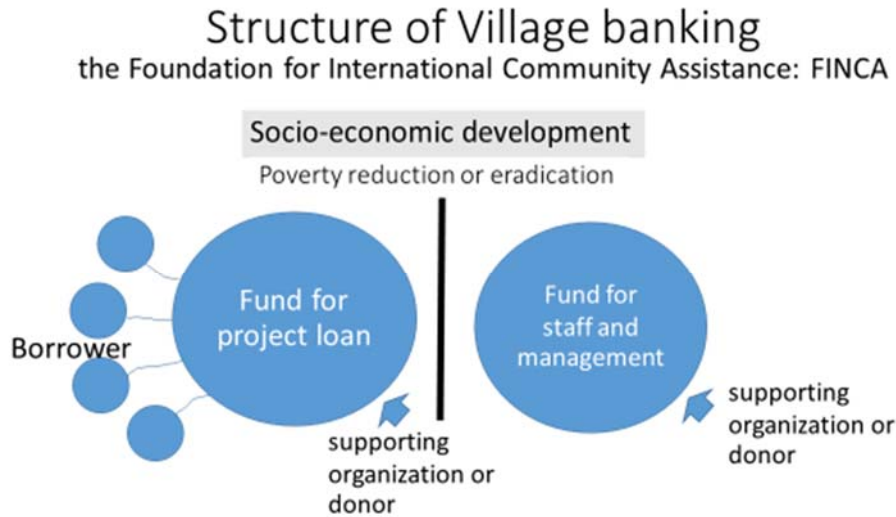 Structure of Village banking
the Foundation for International Community Assistance: FINCA
Socio-economic development
Poverty reduction or eradication
Fund for
project loan
Borrower
supporting
organization or
donor
Fund for
staff and
management
supporting
organization or
donor